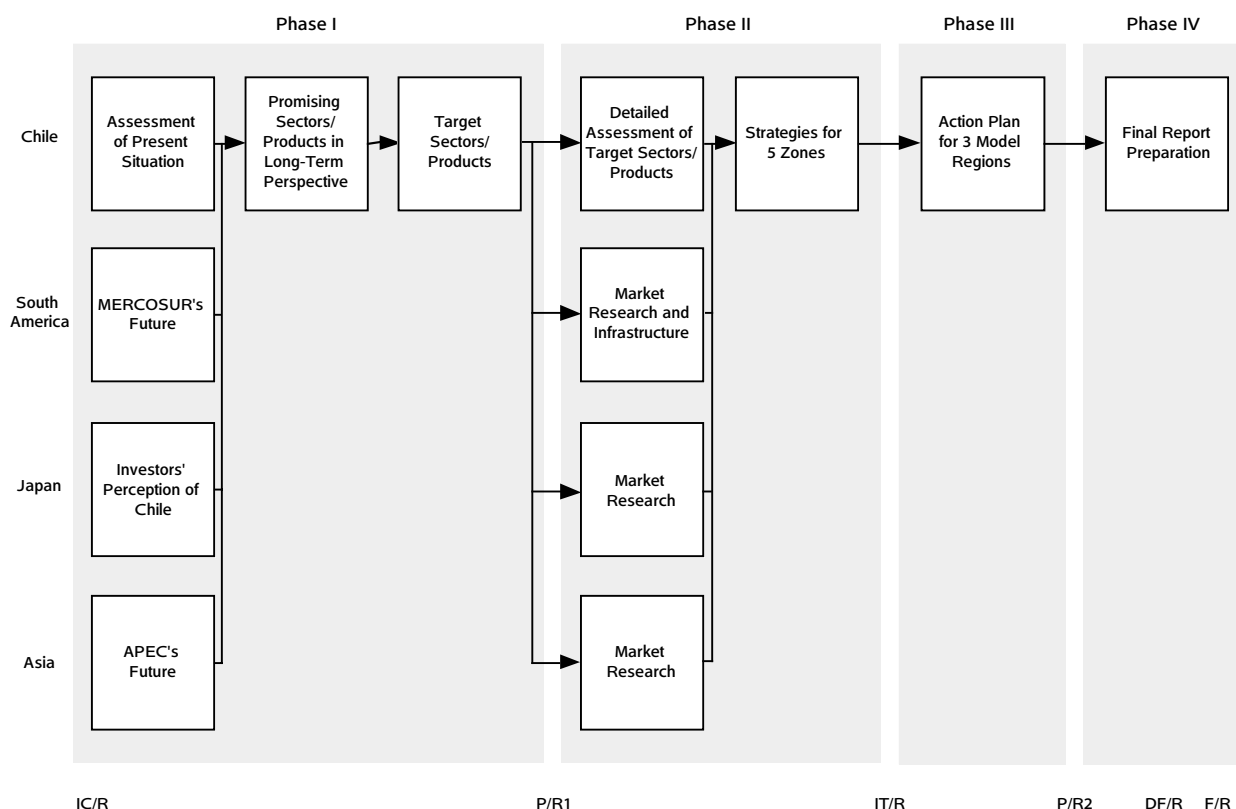 Phase I
Phase II
Phase III
Phase IV
Chile
Assessment
of Present
Situation
Promising
Sectors/
Products in
Long-Term
Perspective
Target
Sectors/
Products
Detailed
Assessment of
Target Sectors/
Products
Strategies for
5 Zones
Action Plan
for 3 Model
Regions
Final Report
Preparation
South
America
MERCOSUR's
Future
Market
Research and
Infrastructure
Japan
Investors'
Perception of
Chile
Market
Research
Asia
APEC's
Future
Market
Research
IC/R
P/R1
IT/R
P/R2
DF/R
F/R